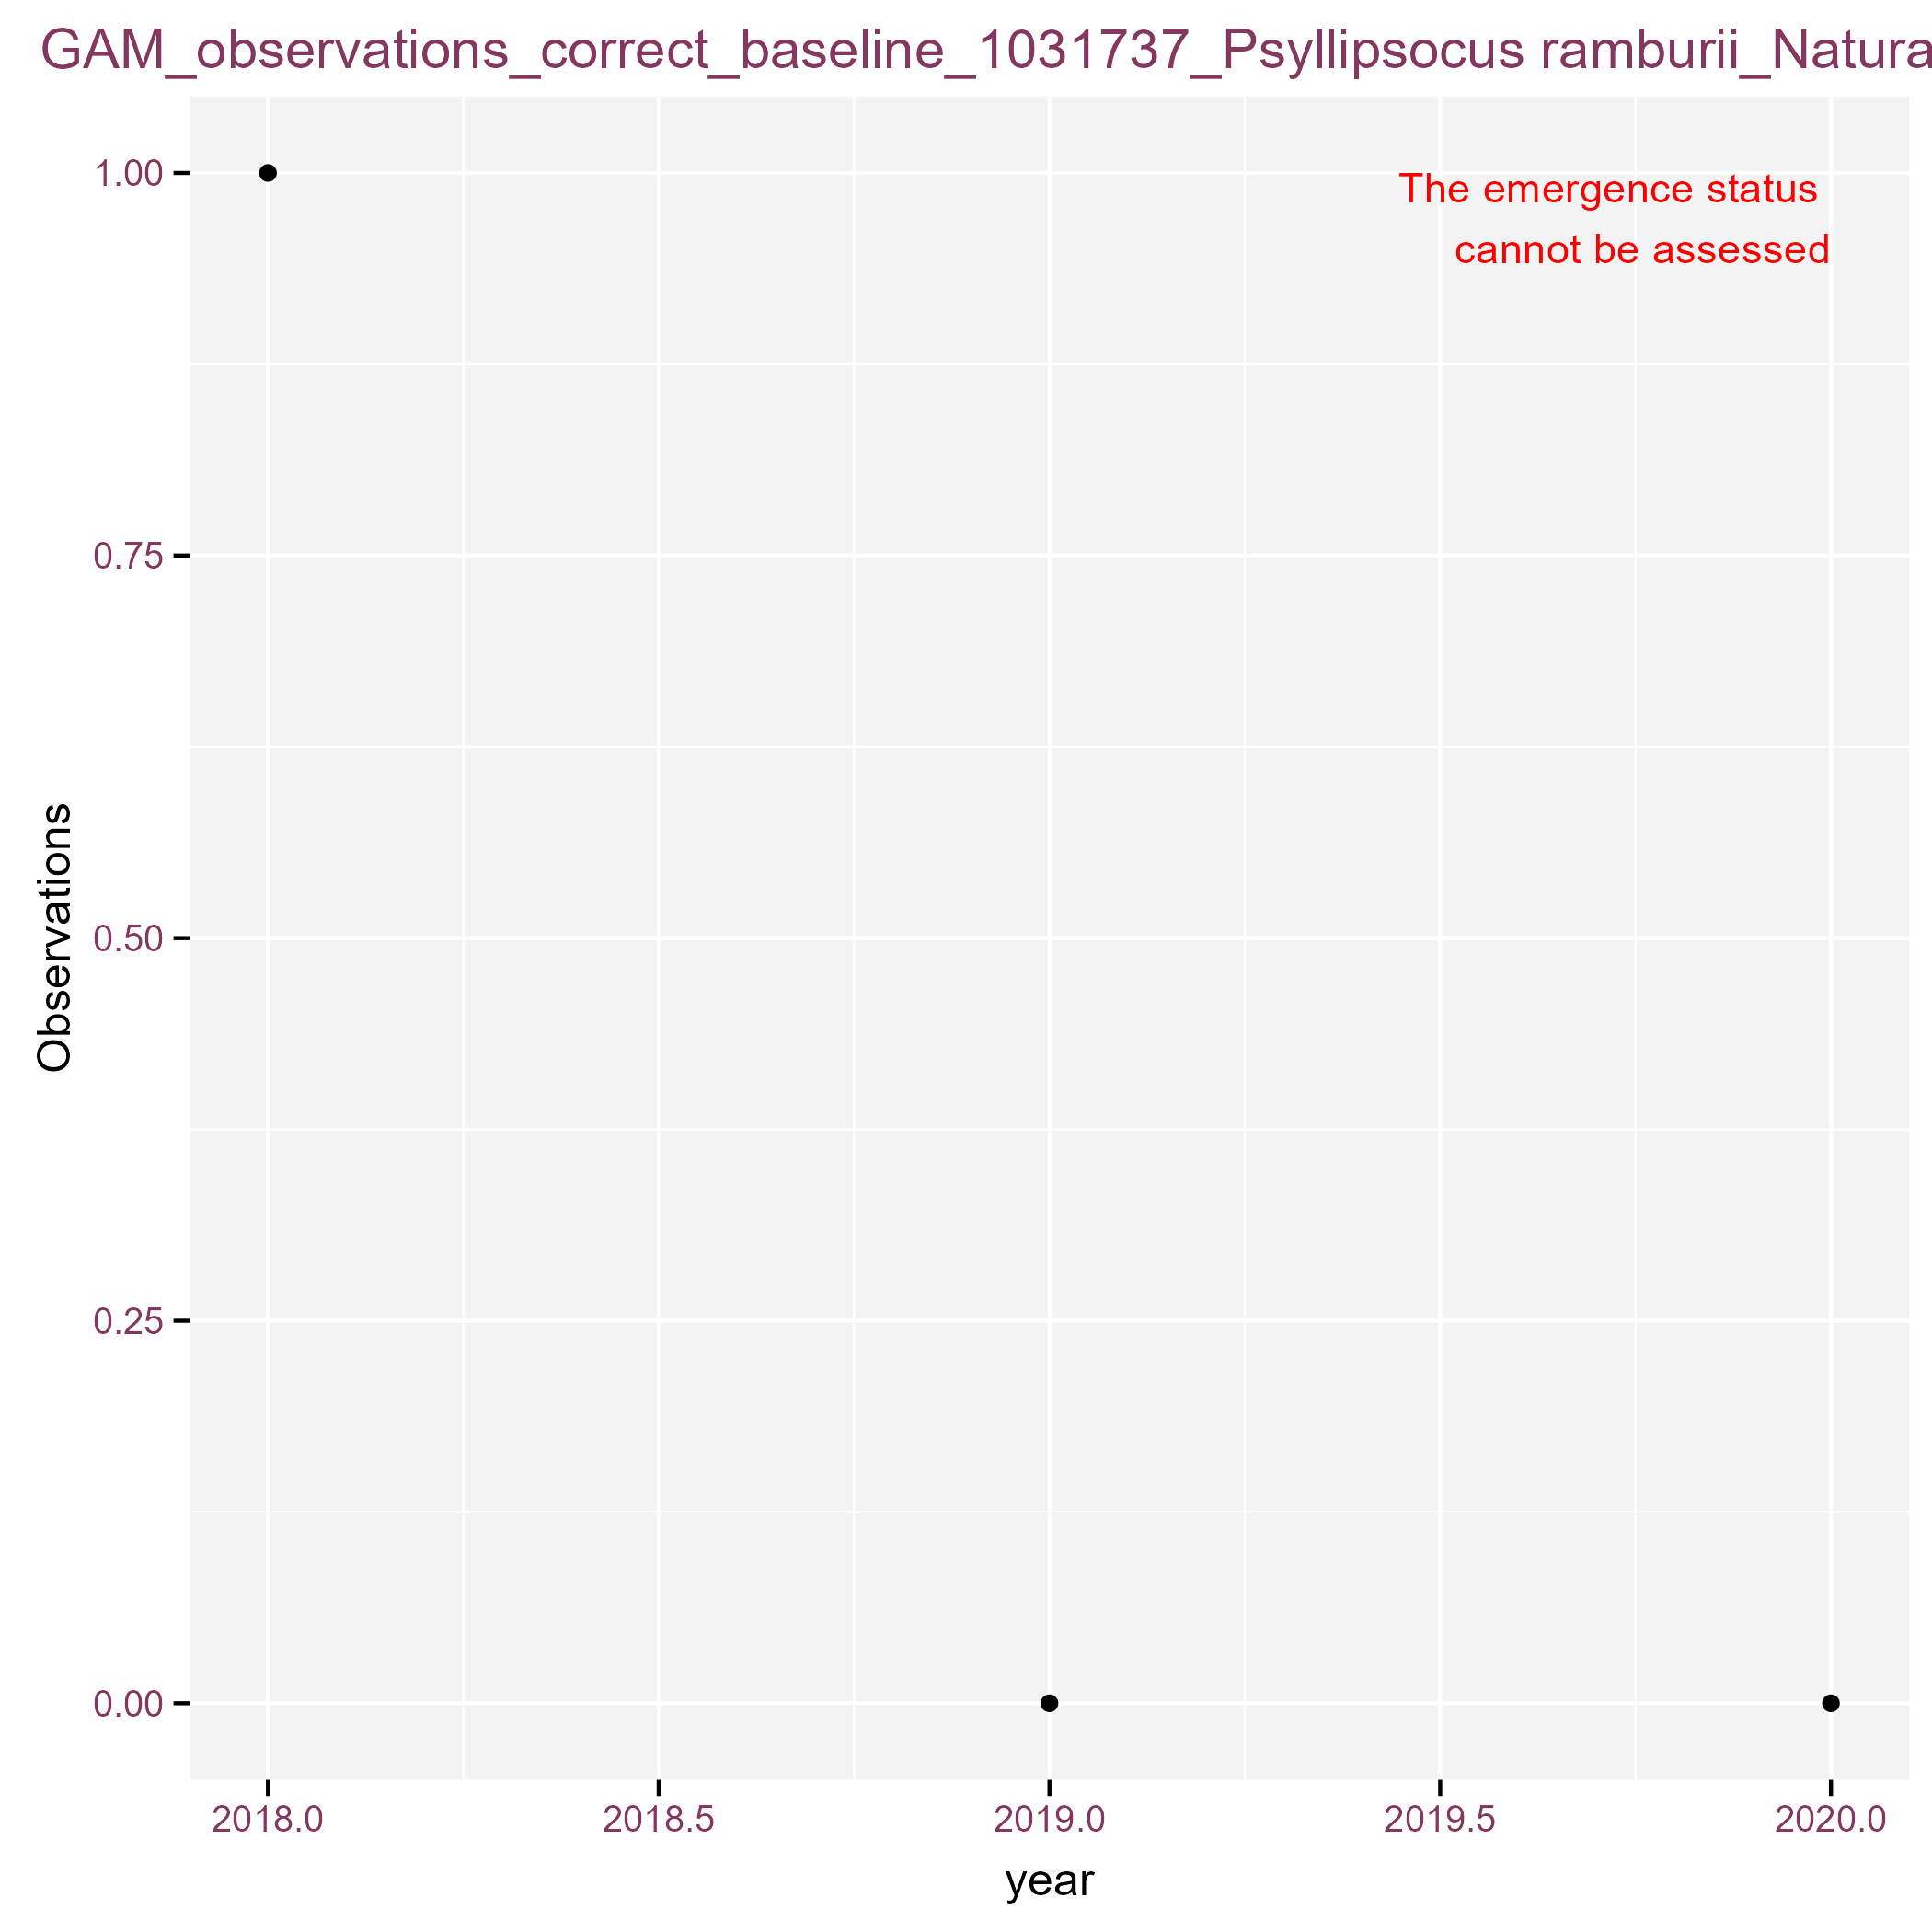 GAM_observations_correct_baseline_1031737_Psyllipsocus ramburii_Natura
1.00
The emergence status
cannot be assessed
0.75
Observations
0.50
0.25
0.00
2018.0 2018.5 2019.0 2019.5 2020.0
year